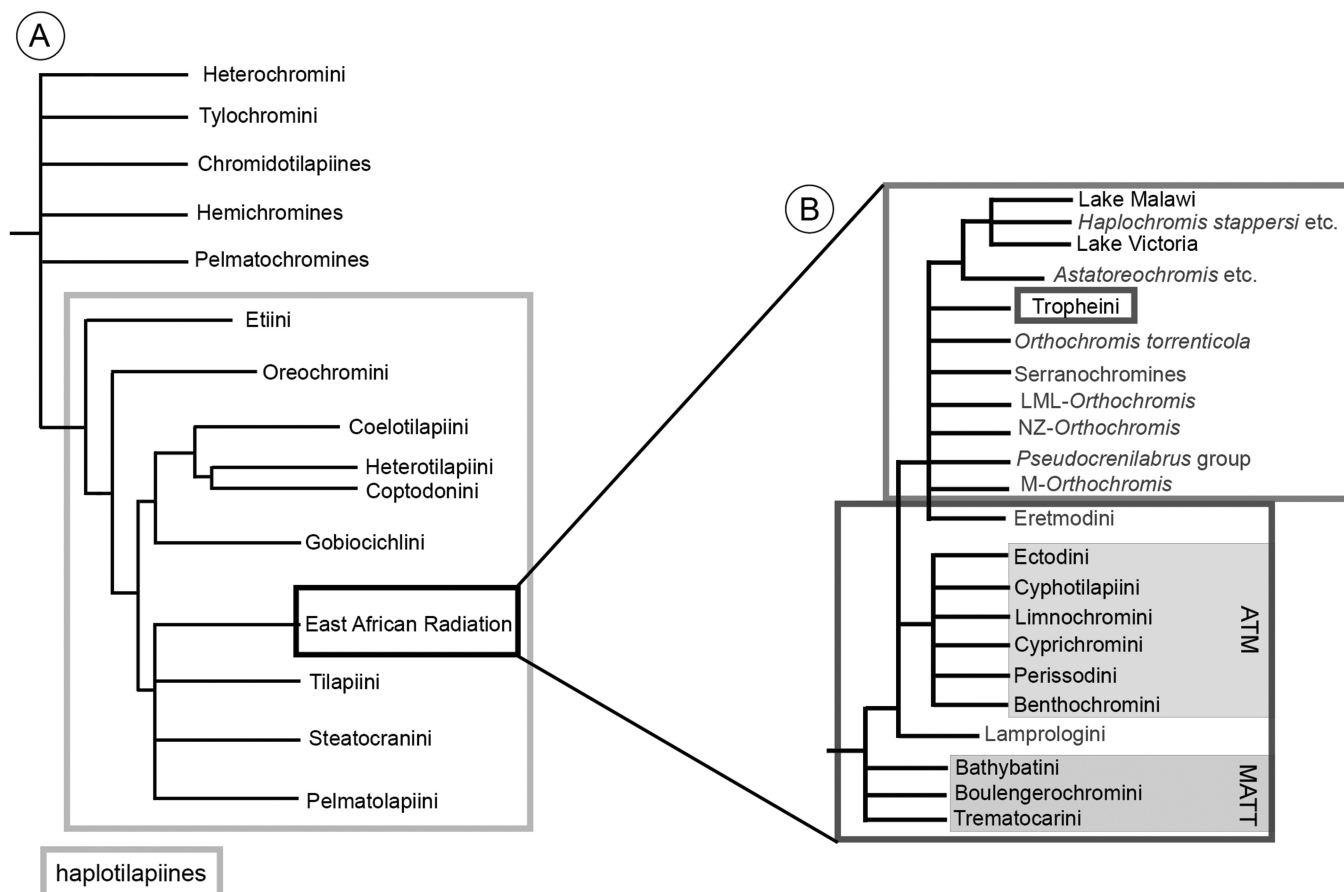 A
Heterochromini
Tylochromini
Chromidotilapiines
Hemichromines
Pelmatochromines
Etiini
Oreochromini
Coelotilapiini
Heterotilapiini
Coptodonini
Gobiocichlini
East African Radiation
Tilapiini
Steatocranini
Pelmatolapiini
haplotilapiines
B
Lake Malawi
Haplochromis stappersi etc.
Lake Victoria
Astatoreochromis etc.
Tropheini
Orthochromis torrenticola
Serranochromines
LML-Orthochromis
NZ-Orthochromis
Pseudocrenilabrus group
M-Orthochromis
Eretmodini
Ectodini
Cyphotilapiini
Limnochromini
Cyprichromini
Perissodini
Benthochromini
ATM
Lamprologini
Bathybatini
Boulengerochromini
Trematocarini
MATT